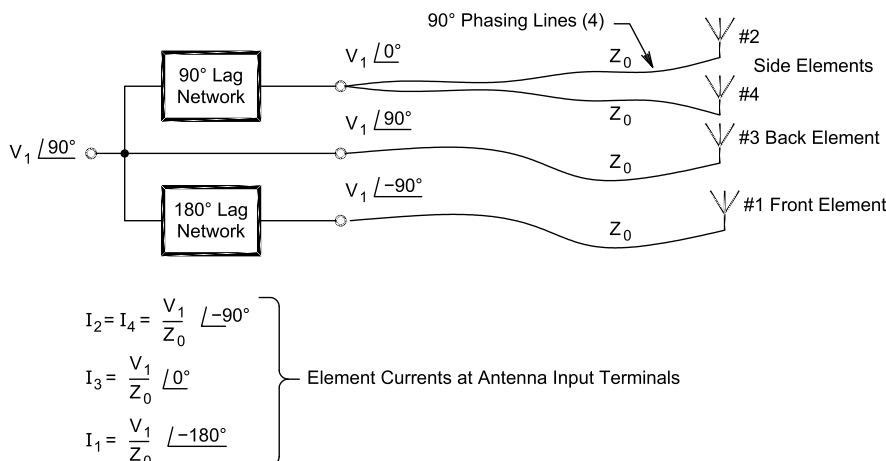 90° Phasing Lines (4)
V1 ∠0°
Z0
#2
Side Elements
90° Lag
Network
#4
Z0
V1 ∠90°
V1 ∠90°
Z0
#3 Back Element
V1 ∠−90°
180° Lag
Network
Z0
#1 Front Element
I2 = I4 = V1/Z0 ∠−90°
I3 = V1/Z0 ∠0°
I1 = V1/Z0 ∠−180°
Element Currents at Antenna Input Terminals